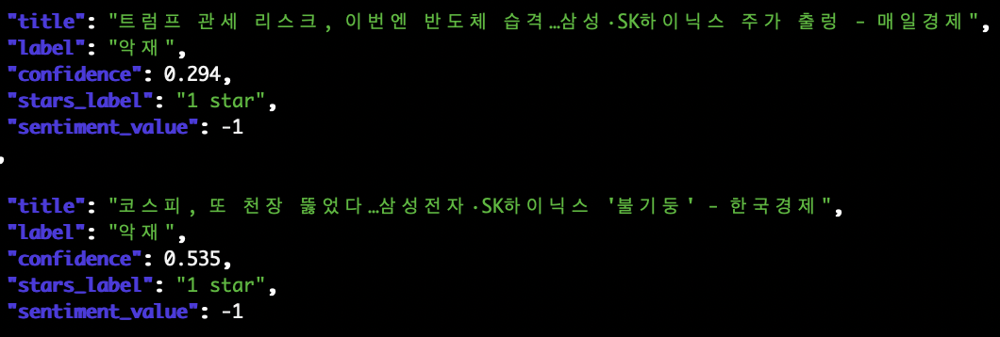 "title": "트럼프 관세 리스크, 이번엔 반도체 습격…삼성·SK하이닉스 주가 출렁 - 매일경제",
"label": "악재",
"confidence": 0.294,
"stars_label": "1 star",
"sentiment_value": -1
,
"title": "코스피, 또 천장 뚫었다…삼성전자·SK하이닉스 '불기둥' - 한국경제",
"label": "악재",
"confidence": 0.535,
"stars_label": "1 star",
"sentiment_value": -1